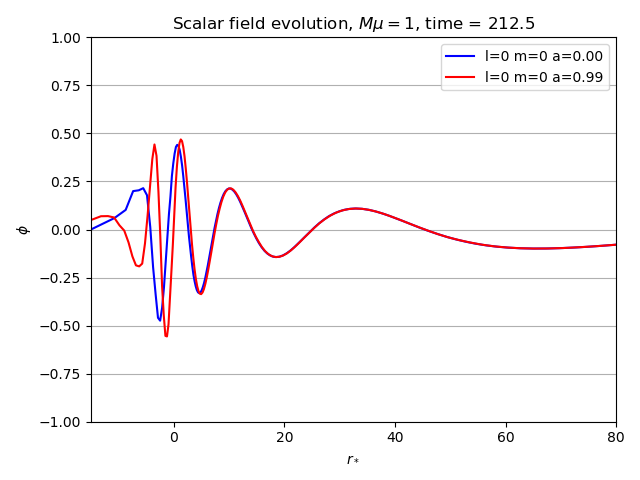 Scalar field evolution, Mμ = 1, time = 212.5
1.00
0.75
0.50
0.25
0.00
−0.25
−0.50
−0.75
−1.00
ϕ
l=0 m=0 a=0.00
l=0 m=0 a=0.99
0 20 40 60 80
r*